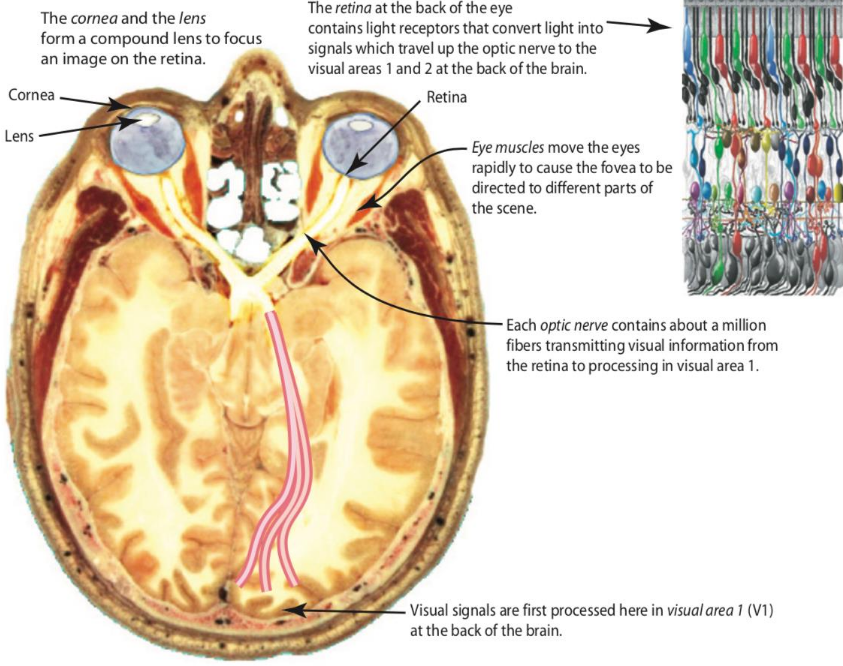 The cornea and the lens
form a compound lens to focus
an image on the retina.
The retina at the back of the eye
contains light receptors that convert light into
signals which travel up the optic nerve to the
visual areas 1 and 2 at the back of the brain.
Cornea
Lens
Retina
Eye muscles move the eyes
rapidly to cause the fovea to be
directed to different parts of
the scene.
Each optic nerve contains about a million
fibers transmitting visual information from
the retina to processing in visual area 1.
Visual signals are first processed here in visual area 1 (V1)
at the back of the brain.